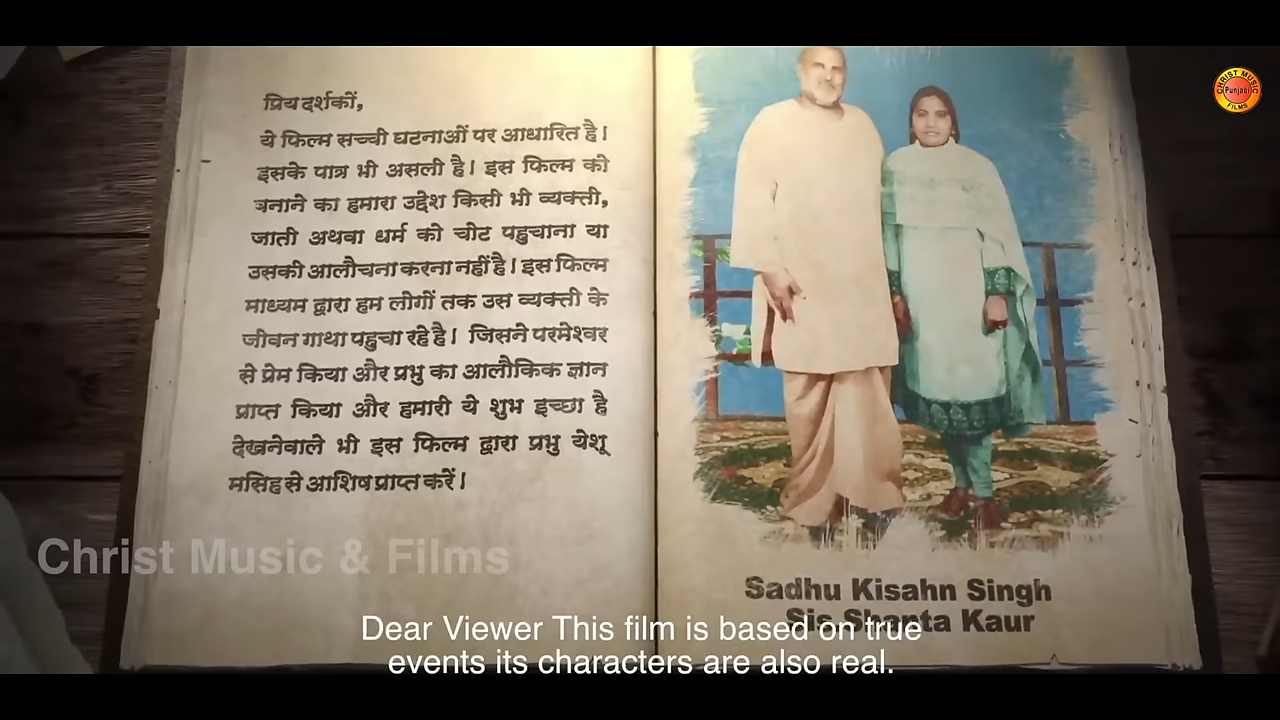 प्रिय दर्शकों,
ये फिल्म सच्ची घटनाओं पर आधारित है।
इसके पात्र भी असली है। इस फिल्म को
बनाने का हमारा उद्देश किसी भी व्यक्ती,
जाती अथवा धर्म को चोट पहुचाना या
उसकी आलौचना करना नहीं है। इस फिल्म
माध्यम द्वारा हम लोगों तक उस व्यक्ती के
जीवन गाथा पहुचा रहे है। जिसने परमेश्वर
से प्रेम किया और प्रभु का आलौकिक ज्ञान
प्राप्त किया और हमारी ये शुभ इच्छा है
देखनेवाले भी इस फिल्म द्वारा प्रभु येशू
मसिह से आशिष प्राप्त करें।
CHRIST MUSIC
Punjabi
FILMS
Sadhu Kisahn Singh
Sis Shanta Kaur
Christ Music & Films
Dear Viewer This film is based on true
events its characters are also real.